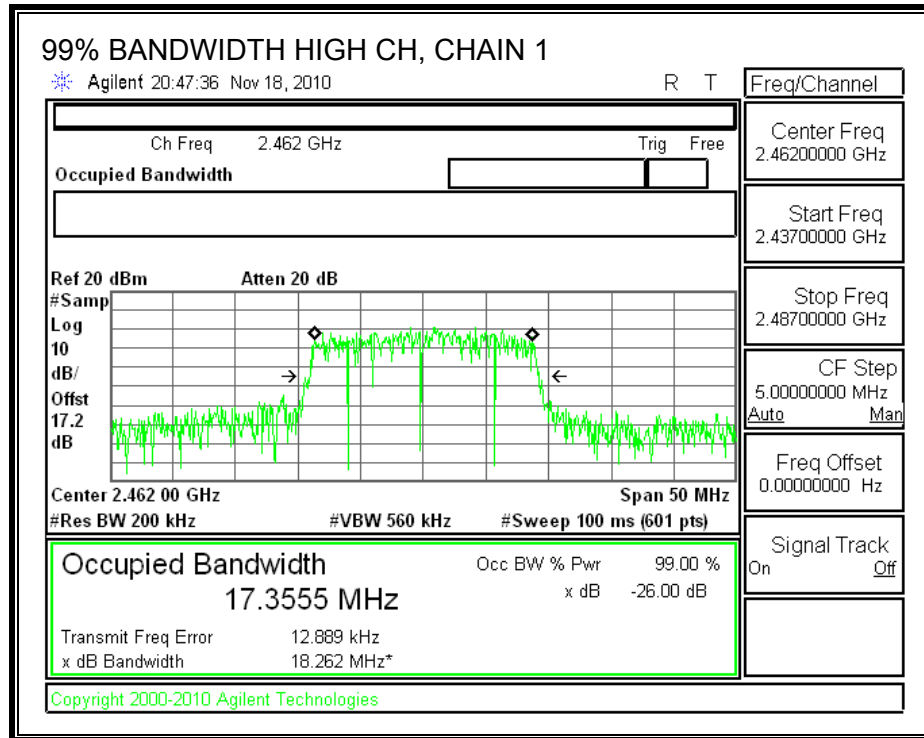 99% BANDWIDTH HIGH CH, CHAIN 1
Agilent 20:47:36 Nov 18, 2010 R T
Freq/Channel
Ch Freq 2.462 GHz Trig Free
Occupied Bandwidth
Center Freq
2.46200000 GHz
Start Freq
2.43700000 GHz
Stop Freq
2.48700000 GHz
CF Step
5.00000000 MHz
Auto Man
Freq Offset
0.00000000 Hz
Signal Track
On Off
Ref 20 dBm Atten 20 dB
#Samp
Log
10
dB/
Offst
17.2
dB
Center 2.462 00 GHz Span 50 MHz
#Res BW 200 kHz #VBW 560 kHz #Sweep 100 ms (601 pts)
Occupied Bandwidth Occ BW % Pwr 99.00 %
17.3555 MHz x dB -26.00 dB
Transmit Freq Error 12.889 kHz
x dB Bandwidth 18.262 MHz*
Copyright 2000-2010 Agilent Technologies